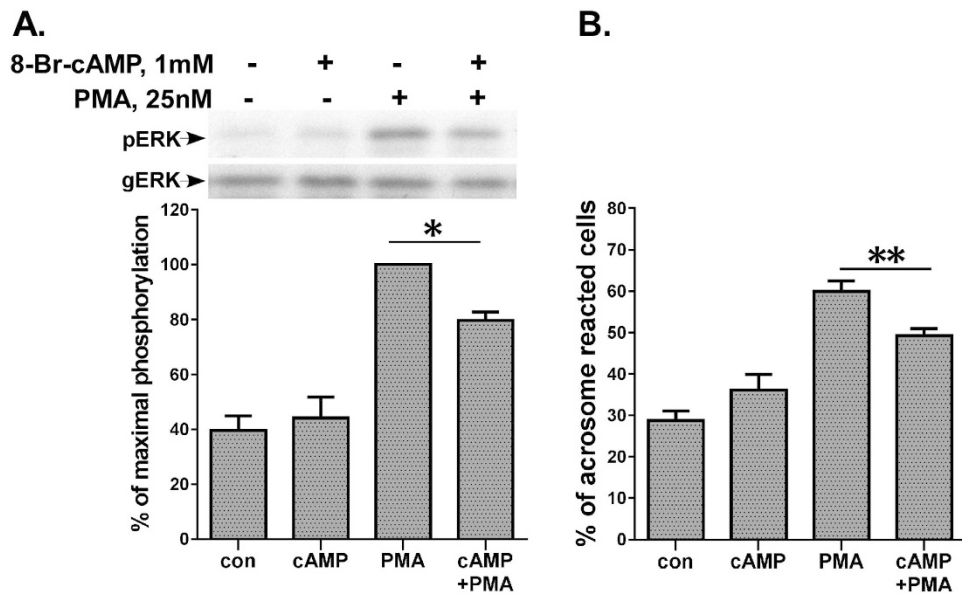 A.
8-Br-cAMP, 1mM - + - +
PMA, 25nM - - + +
pERK
gERK
% of maximal phosphorylation
120
100
80
60
40
20
0
*
con cAMP PMA cAMP
+PMA
B.
% of acrosome reacted cells
80
70
60
50
40
30
20
10
0
**
con cAMP PMA cAMP
+PMA